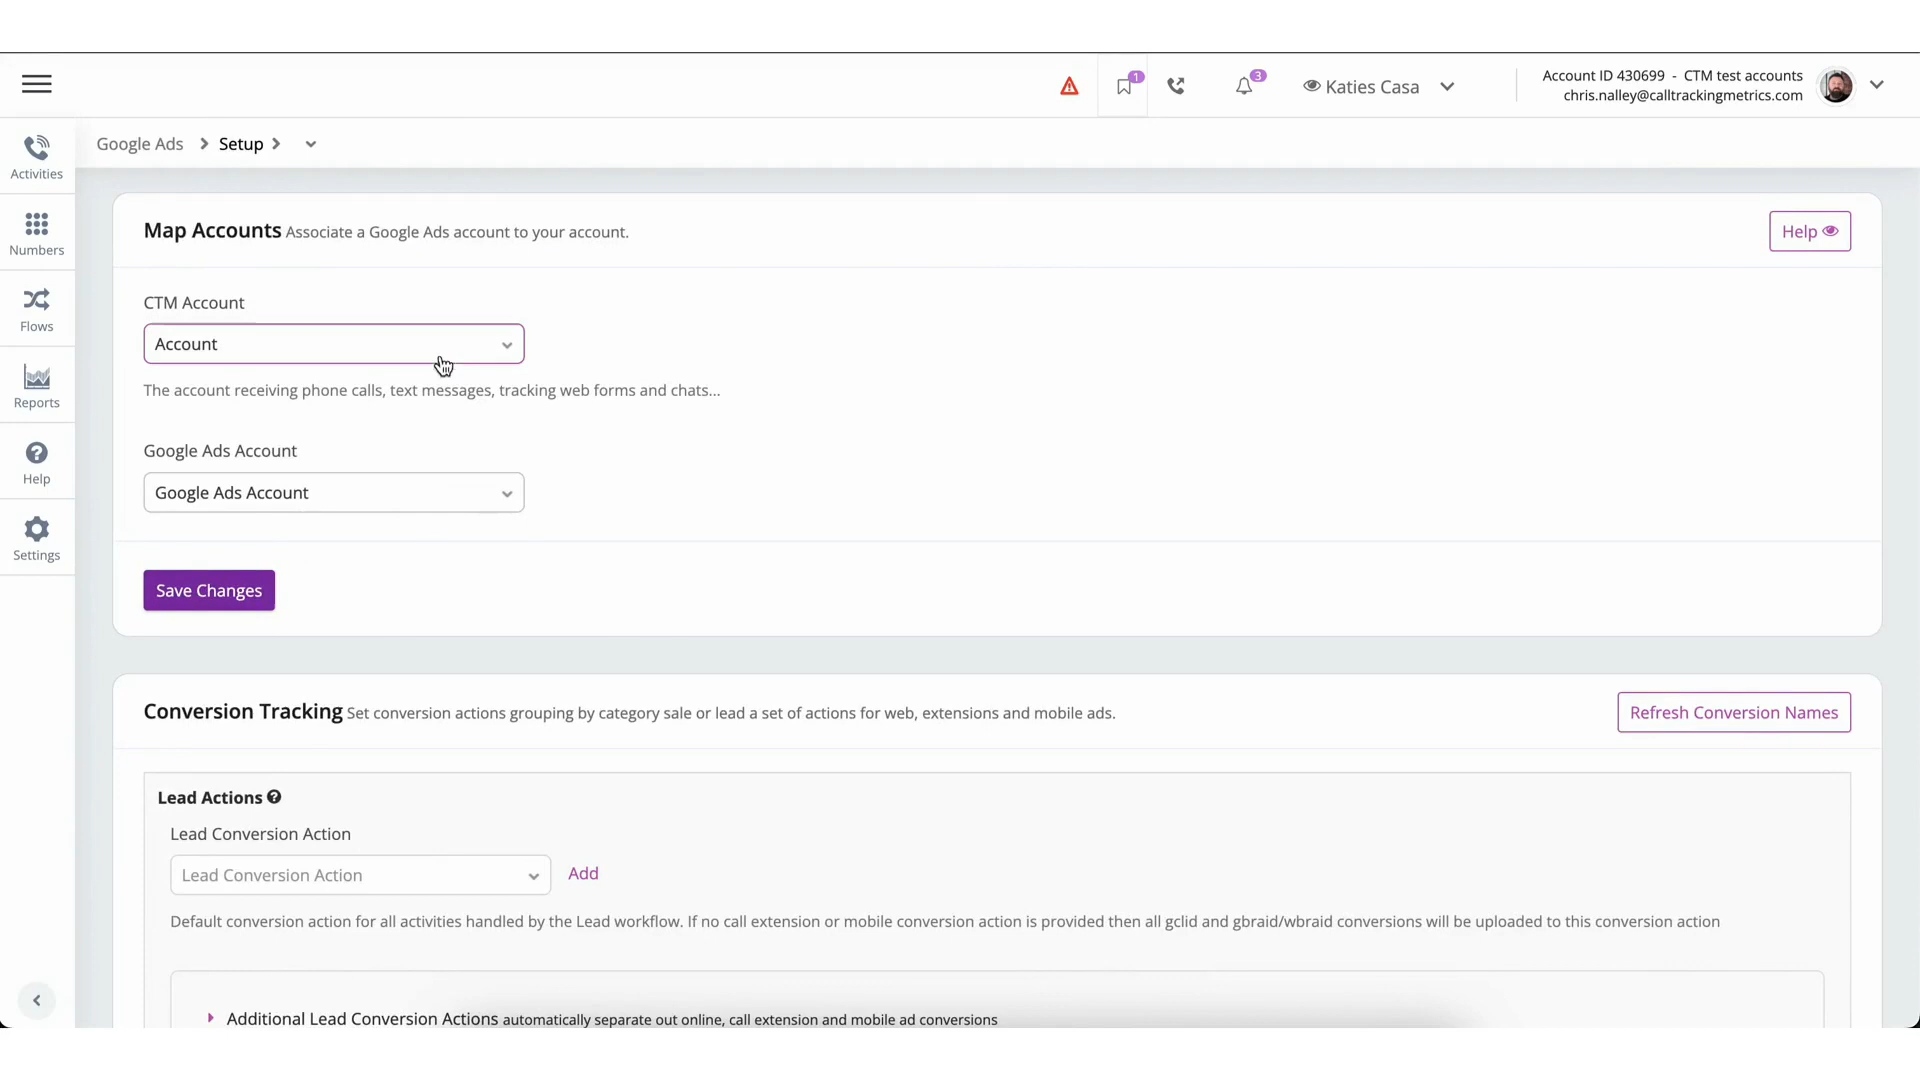 1
3
Katies Casa
Account ID 430699 - CTM test accounts
chris.nalley@calltrackingmetrics.com
Google Ads
Setup
Activities
Numbers
Flows
Reports
Help
Settings
Map Accounts Associate a Google Ads account to your account.
Help
CTM Account
Account
The account receiving phone calls, text messages, tracking web forms and chats...
Google Ads Account
Google Ads Account
Save Changes
Conversion Tracking Set conversion actions grouping by category sale or lead a set of actions for web, extensions and mobile ads.
Refresh Conversion Names
Lead Actions
Lead Conversion Action
Lead Conversion Action
Add
Default conversion action for all activities handled by the Lead workflow. If no call extension or mobile conversion action is provided then all gclid and gbraid/wbraid conversions will be uploaded to this conversion action
Additional Lead Conversion Actions automatically separate out online, call extension and mobile ad conversions